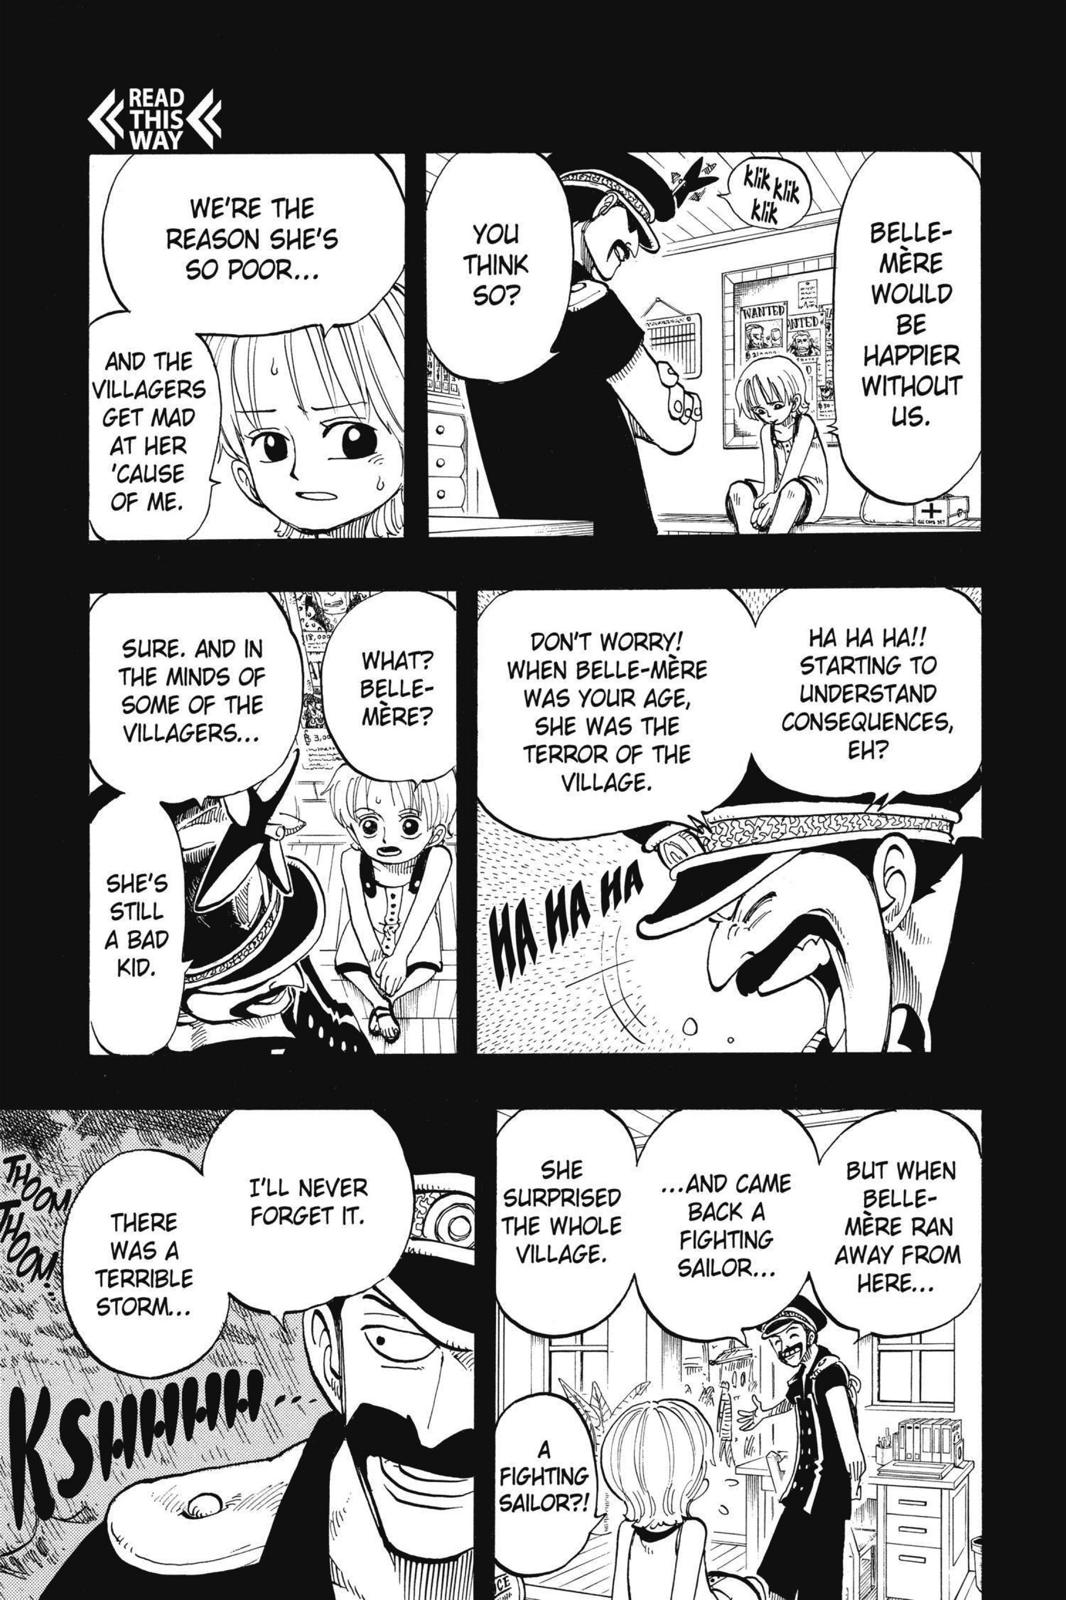 READ
THIS
WAY
BELLE-
MÈRE
WOULD
BE
HAPPIER
WITHOUT
US.
klik klik
klik
WANTED
YOU
THINK
SO?
WE'RE THE
REASON SHE'S
SO POOR...
AND THE
VILLAGERS
GET MAD
AT HER
'CAUSE
OF ME.
HA HA HA!!
STARTING TO
UNDERSTAND
CONSEQUENCES,
EH?
DON'T WORRY!
WHEN BELLE-MÈRE
WAS YOUR AGE,
SHE WAS THE
TERROR OF THE
VILLAGE.
HA HA HA
WHAT?
BELLE-
MÈRE?
SURE. AND IN
THE MINDS OF
SOME OF THE
VILLAGERS...
SHE'S
STILL
A BAD
KID.
BUT WHEN
BELLE-
MÈRE RAN
AWAY FROM
HERE...
...AND CAME
BACK A
FIGHTING
SAILOR...
SHE
SURPRISED
THE WHOLE
VILLAGE.
A
FIGHTING
SAILOR?!
I'LL NEVER
FORGET IT.
THERE
WAS A
TERRIBLE
STORM...
THOOM
THOOM...
KSHHHHH...